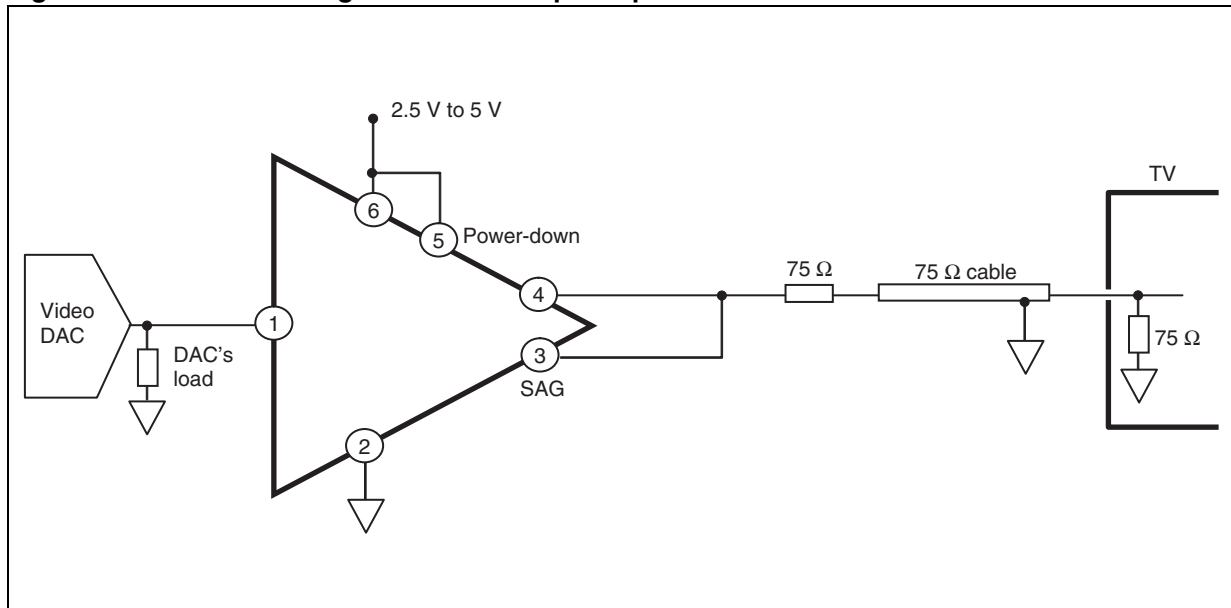 2.5 V to 5 V
TV
6
5
Power-down
4
75 Ω
75 Ω cable
Video
DAC
1
DAC's
load
3
SAG
75 Ω
2